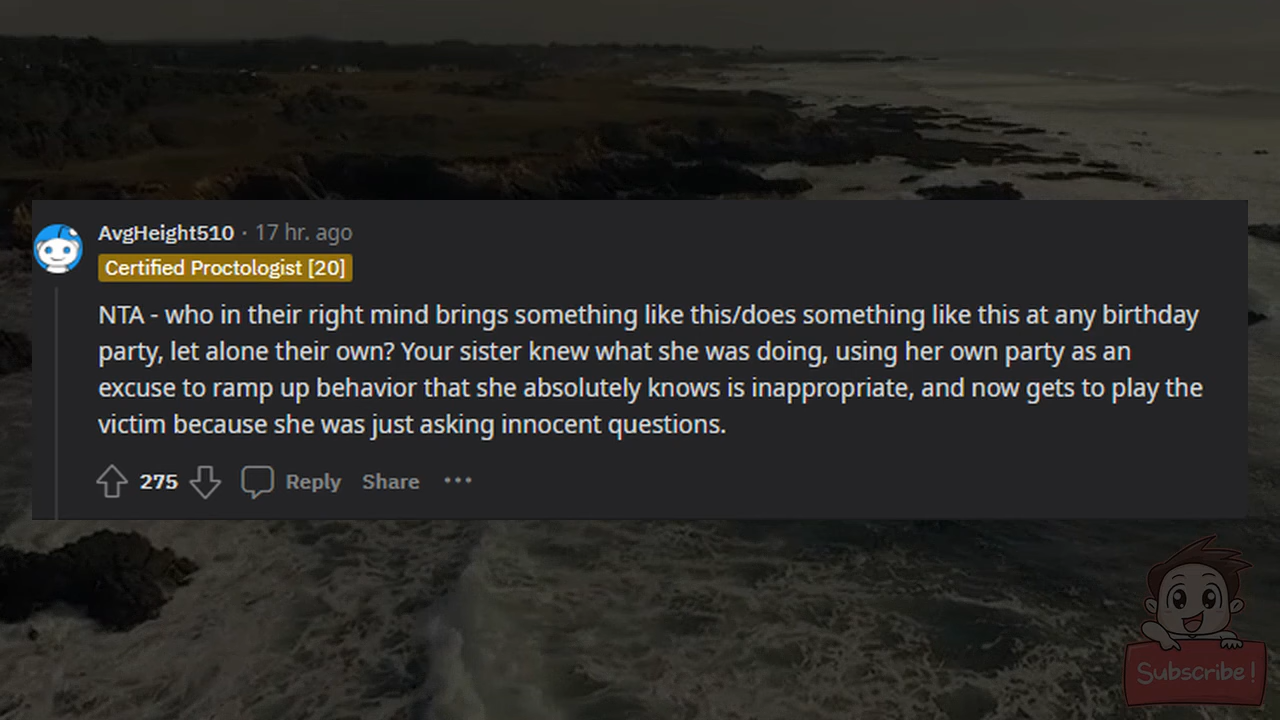 AvgHeight510 · 17 hr. ago
Certified Proctologist [20]
NTA - who in their right mind brings something like this/does something like this at any birthday
party, let alone their own? Your sister knew what she was doing, using her own party as an
excuse to ramp up behavior that she absolutely knows is inappropriate, and now gets to play the
victim because she was just asking innocent questions.
275 Reply Share ···
Subscribe!